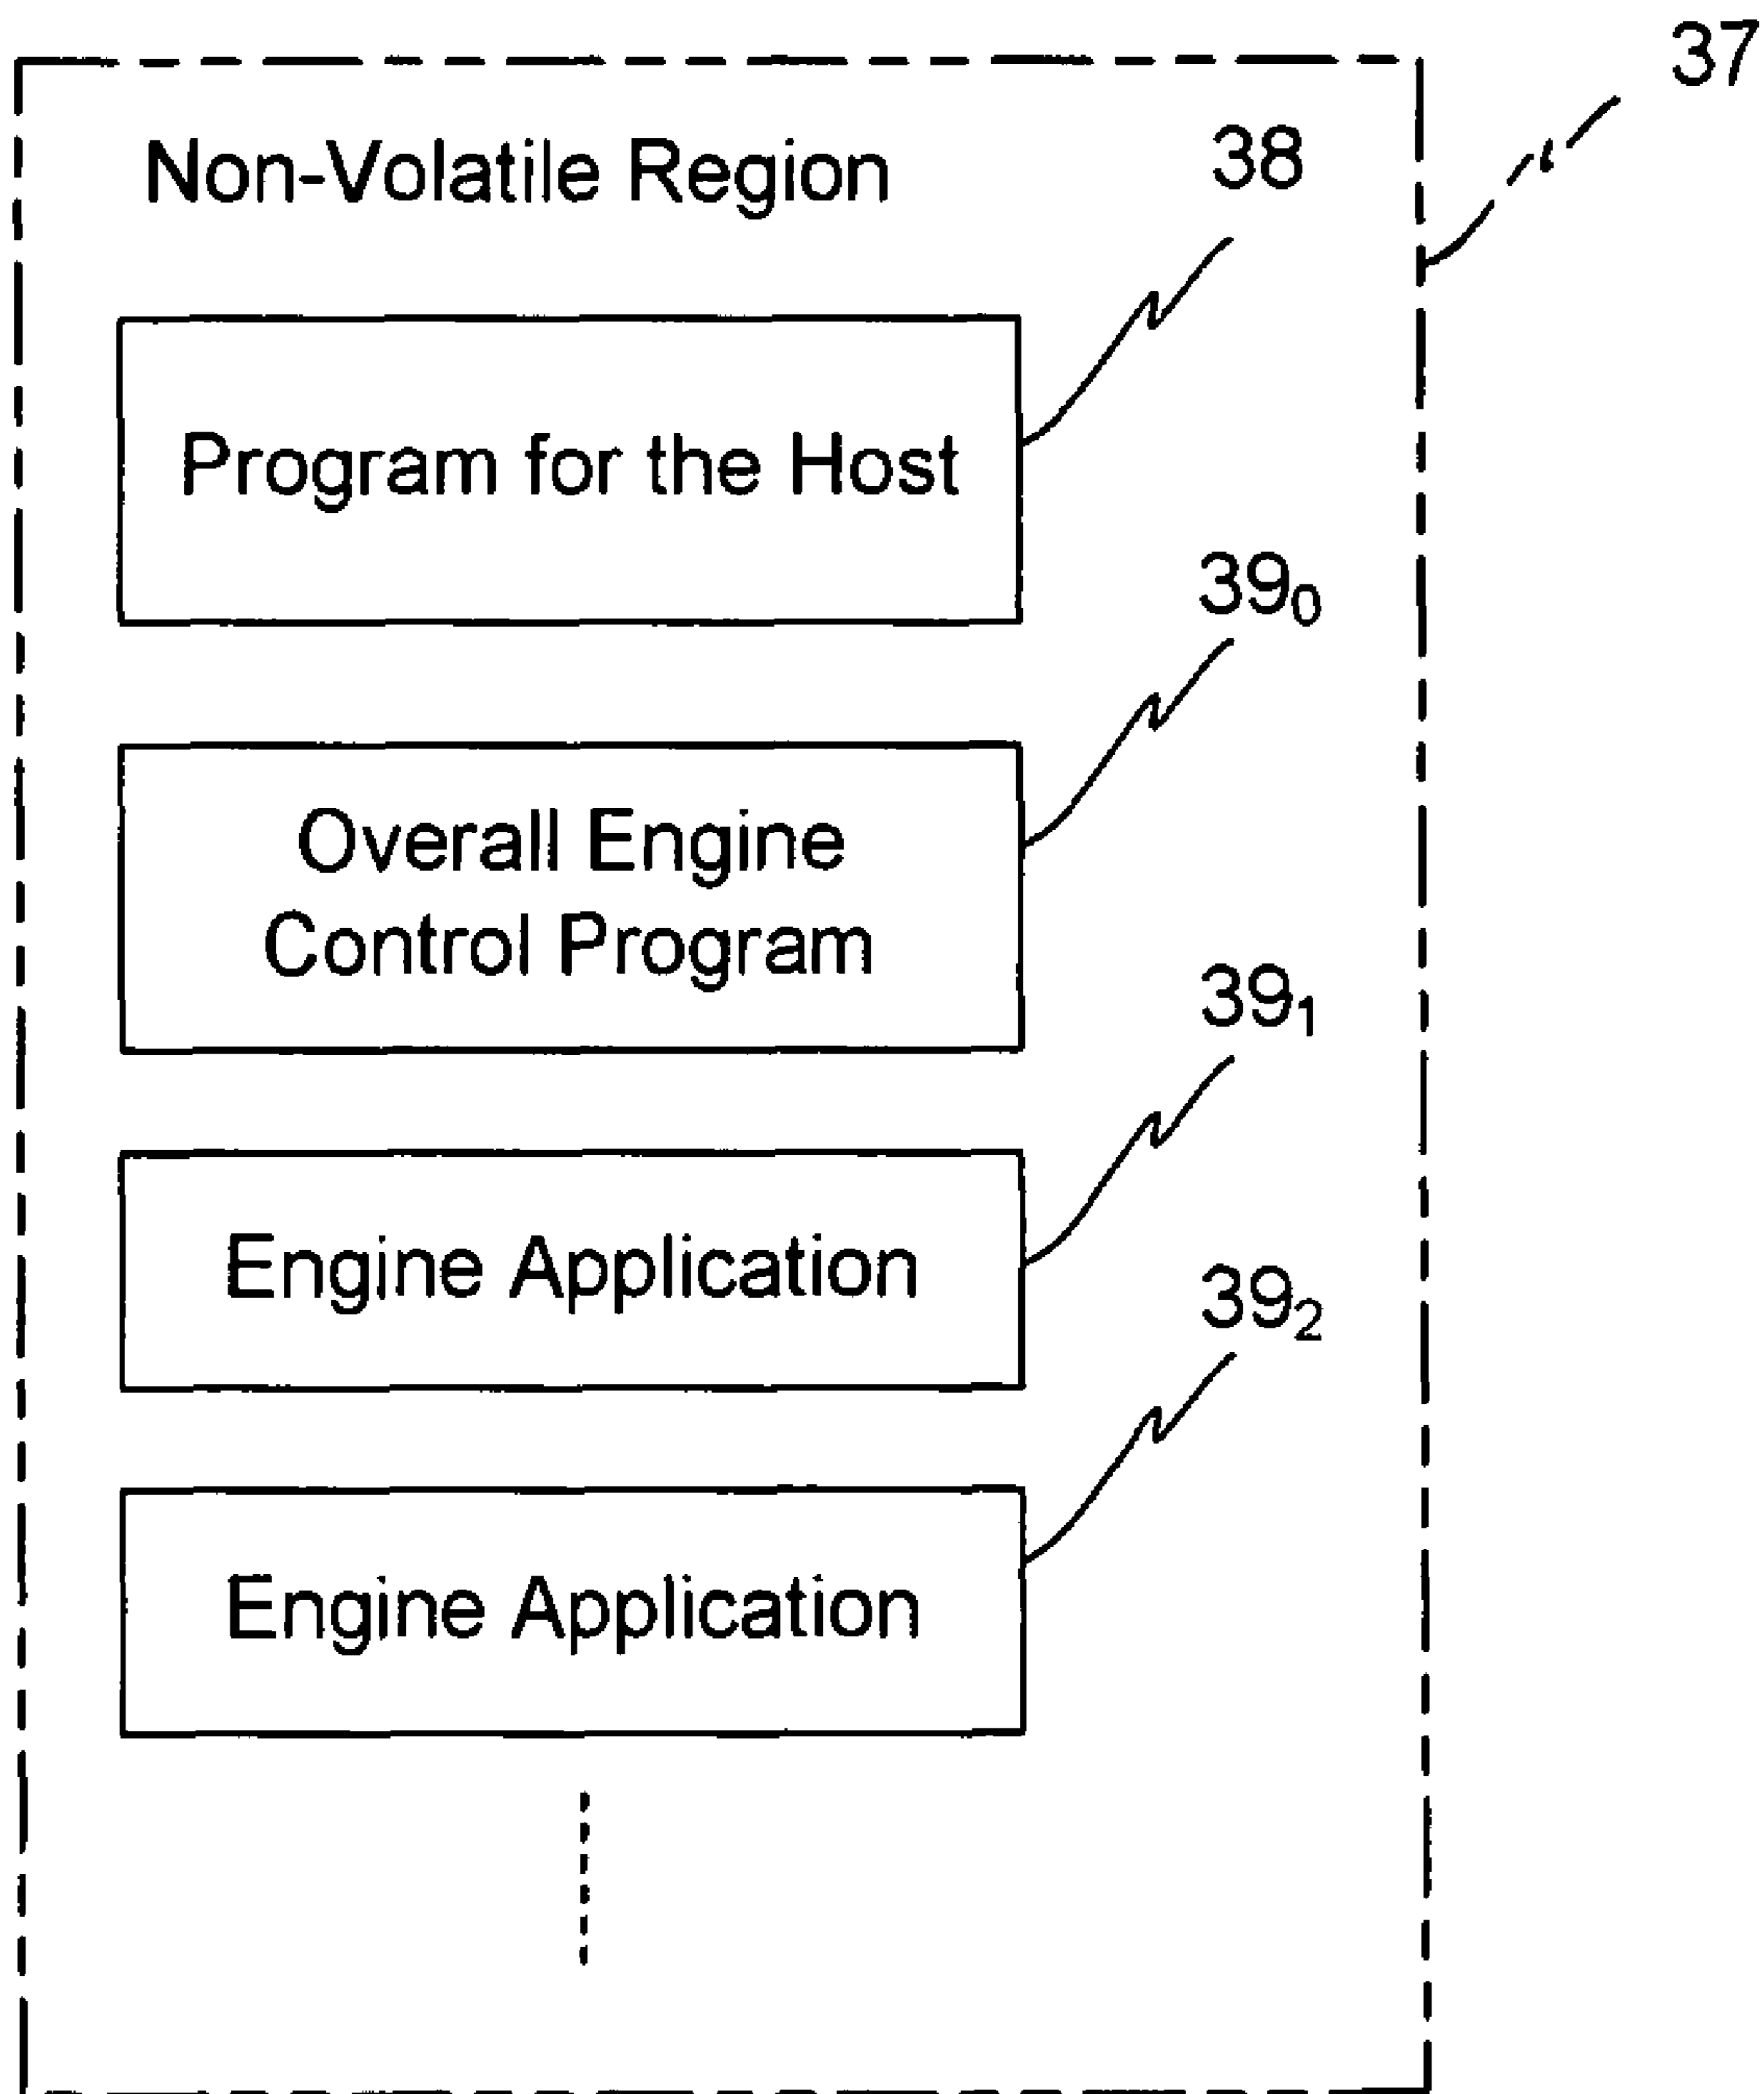 37
Non-Volatile Region
38
Program for the Host
39₀
Overall Engine
Control Program
39₁
Engine Application
39₂
Engine Application